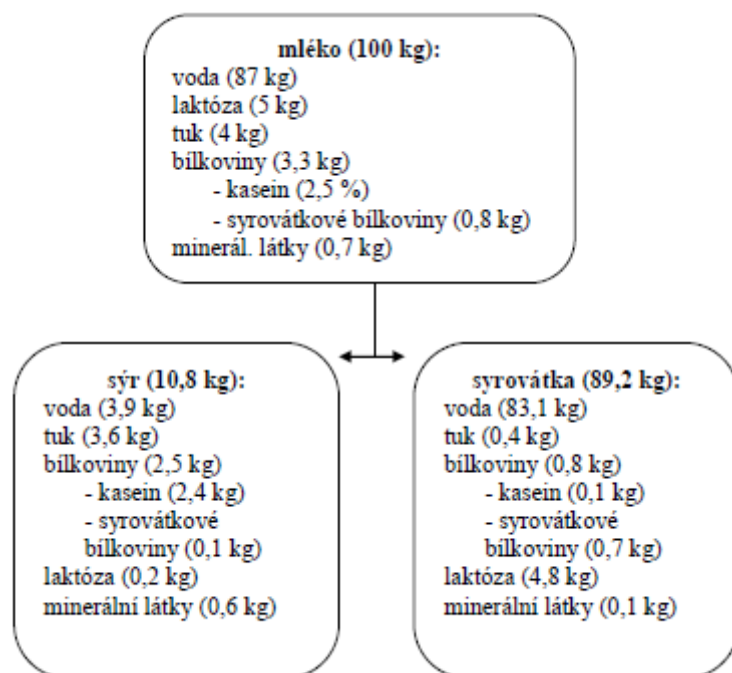 mléko (100 kg):
voda (87 kg)
laktóza (5 kg)
tuk (4 kg)
bílkoviny (3,3 kg)
- kasein (2,5 %)
- syrovátkové bílkoviny (0,8 kg)
minerál. látky (0,7 kg)
sýr (10,8 kg):
voda (3,9 kg)
tuk (3,6 kg)
bílkoviny (2,5 kg)
- kasein (2,4 kg)
- syrovátkové
bílkoviny (0,1 kg)
laktóza (0,2 kg)
minerální látky (0,6 kg)
syrovátka (89,2 kg):
voda (83,1 kg)
tuk (0,4 kg)
bílkoviny (0,8 kg)
- kasein (0,1 kg)
- syrovátkové
bílkoviny (0,7 kg)
laktóza (4,8 kg)
minerální látky (0,1 kg)